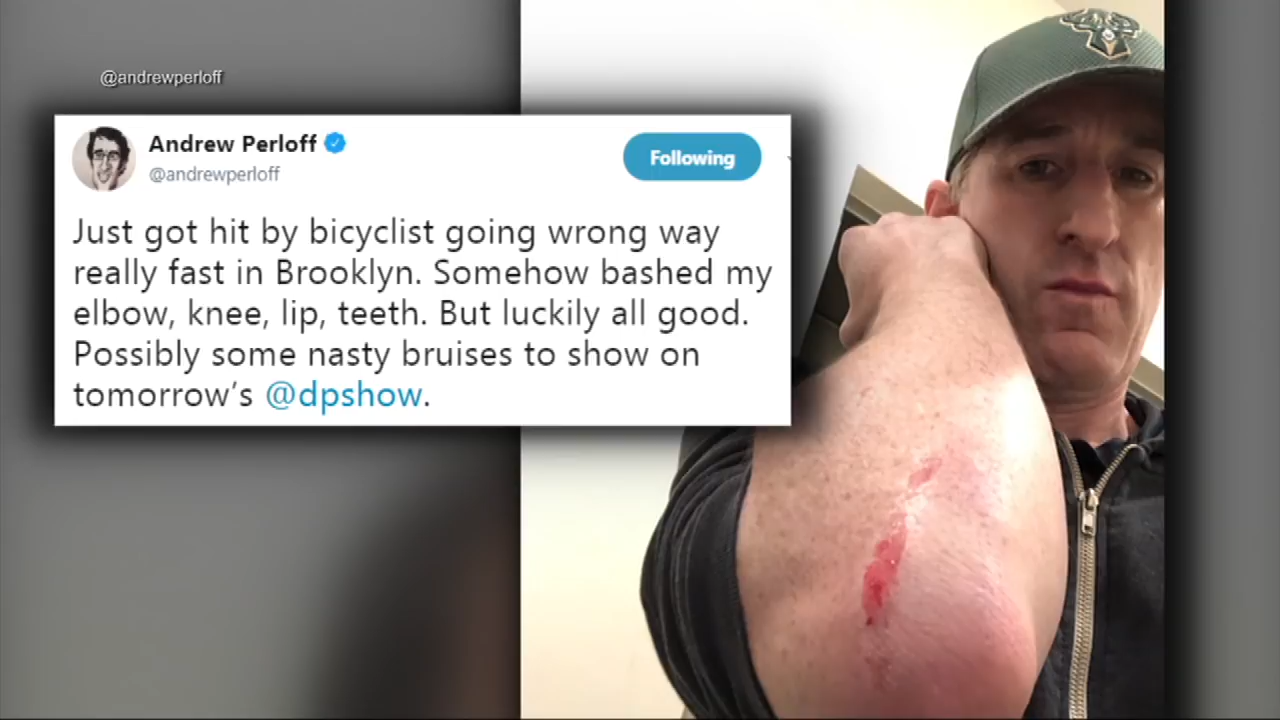 @andrewperloff
Andrew Perloff
@andrewperloff
Following
Just got hit by bicyclist going wrong way
really fast in Brooklyn. Somehow bashed my
elbow, knee, lip, teeth. But luckily all good.
Possibly some nasty bruises to show on
tomorrow’s @dpshow.